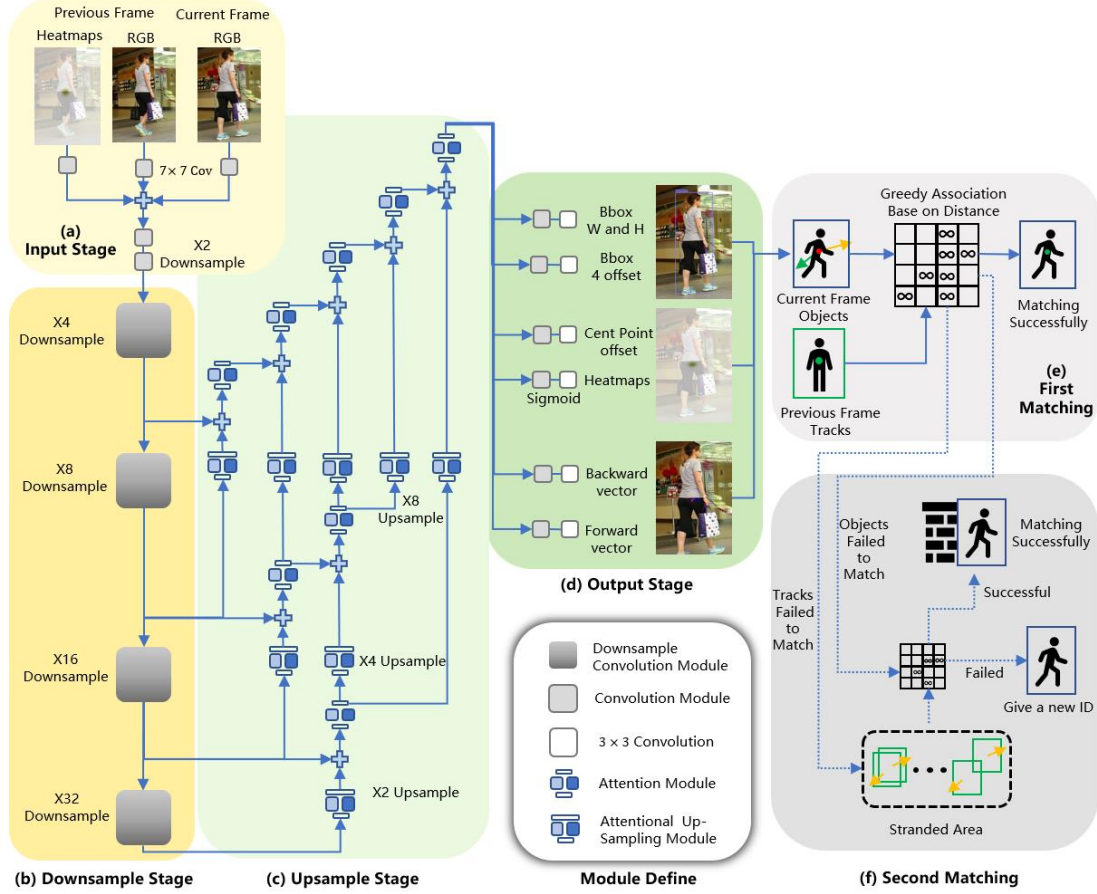 Previous Frame
Current Frame
Heatmaps
RGB
RGB
7× 7 Cov
(a)
Input Stage
X2
Downsample
X4
Downsample
X8
Downsample
X16
Downsample
X32
Downsample
(b) Downsample Stage
X8
Upsample
X4 Upsample
X2 Upsample
(c) Upsample Stage
Bbox
W and H
Bbox
4 offset
Cent Point
offset
Heatmaps
Sigmoid
Backward
vector
Forward
vector
(d) Output Stage
Downsample
Convolution Module
Convolution Module
3 × 3 Convolution
Attention Module
Attentional Up-
Sampling Module
Module Define
Greedy Association
Base on Distance
∞
∞ ∞
∞ ∞
∞ ∞
Current Frame
Objects
Matching
Successfully
Previous Frame
Tracks
(e)
First
Matching
Objects
Failed
to
Match
Tracks
Failed
to
Match
Matching
Successfully
Successful
∞ ∞
∞
∞
Failed
Give a new ID
Stranded Area
(f) Second Matching